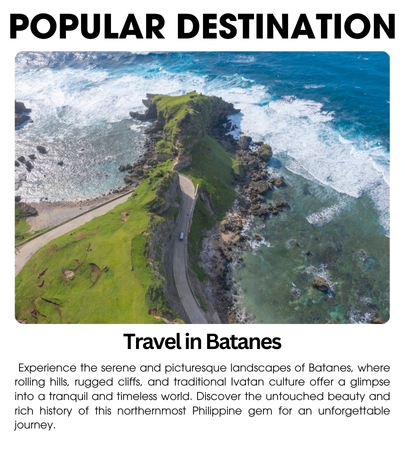 POPULAR DESTINATION
Travel in Batanes
Experience the serene and picturesque landscapes of Batanes, where
rolling hills, rugged cliffs, and traditional Ivatan culture offer a glimpse
into a tranquil and timeless world. Discover the untouched beauty and
rich history of this northernmost Philippine gem for an unforgettable
journey.